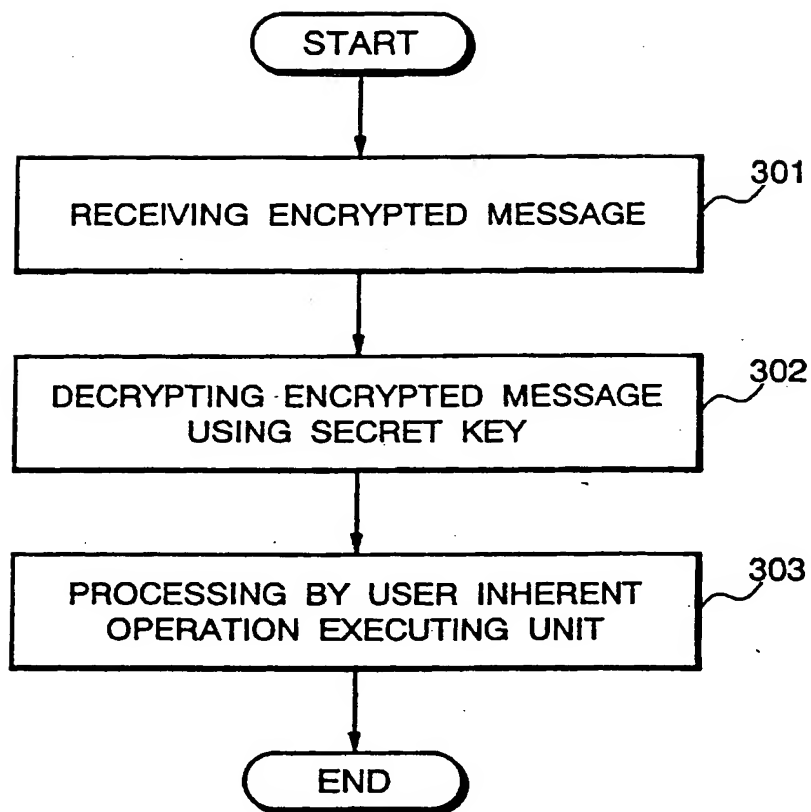 START
RECEIVING ENCRYPTED MESSAGE
301
DECRYPTING ENCRYPTED MESSAGE
USING SECRET KEY
302
PROCESSING BY USER INHERENT
OPERATION EXECUTING UNIT
303
END